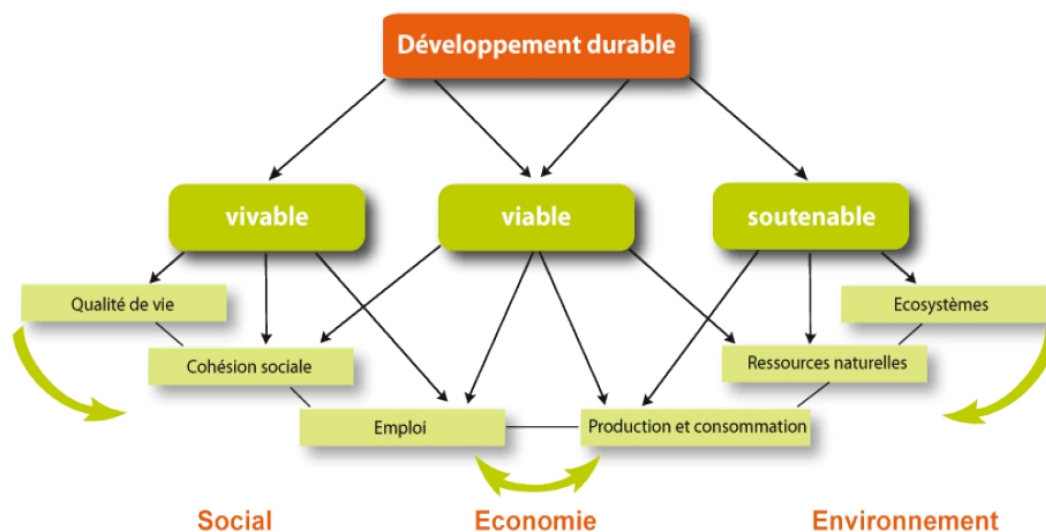 Développement durable
vivable
viable
soutenable
Qualité de vie
Ecosystèmes
Cohésion sociale
Ressources naturelles
Emploi
Production et consommation
Social
Economie
Environnement